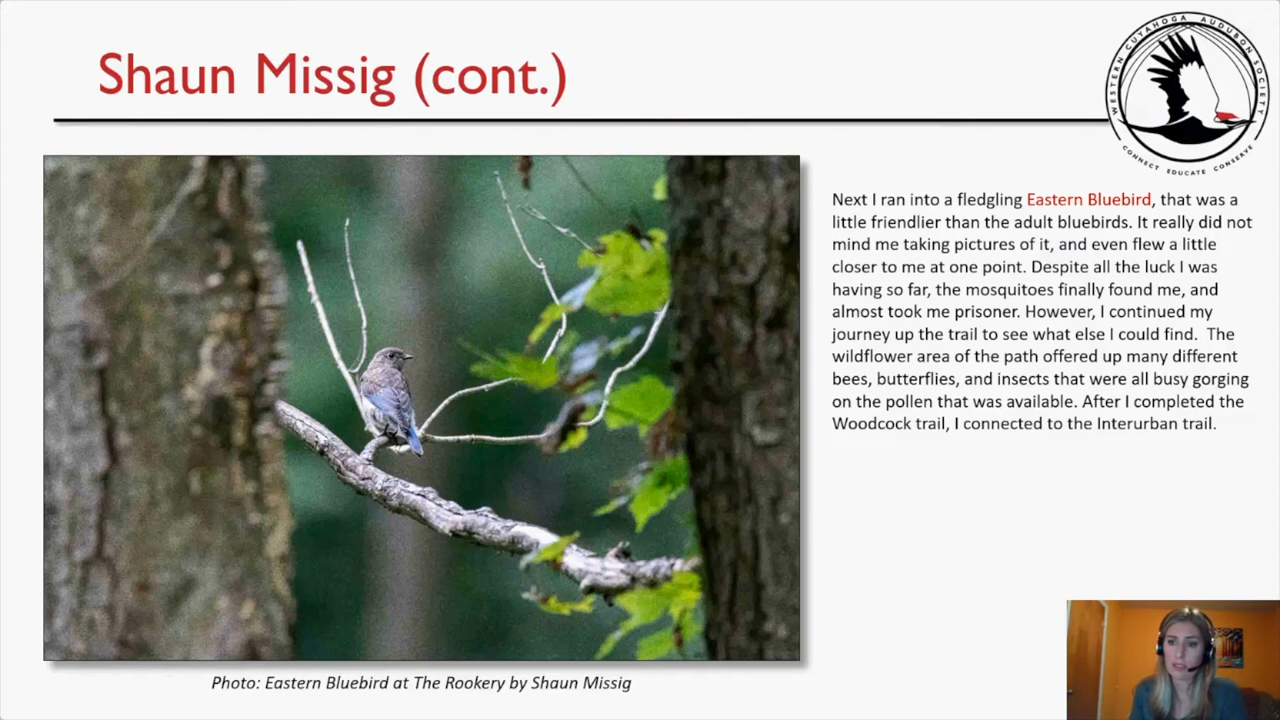 Shaun Missig (cont.)
WESTERN CUYAHOGA AUDUBON SOCIETY
CONNECT EDUCATE CONSERVE
Next I ran into a fledgling Eastern Bluebird, that was a
little friendlier than the adult bluebirds. It really did not
mind me taking pictures of it, and even flew a little
closer to me at one point. Despite all the luck I was
having so far, the mosquitoes finally found me, and
almost took me prisoner. However, I continued my
journey up the trail to see what else I could find.  The
wildflower area of the path offered up many different
bees, butterflies, and insects that were all busy gorging
on the pollen that was available. After I completed the
Woodcock trail, I connected to the Interurban trail.
Photo: Eastern Bluebird at The Rookery by Shaun Missig